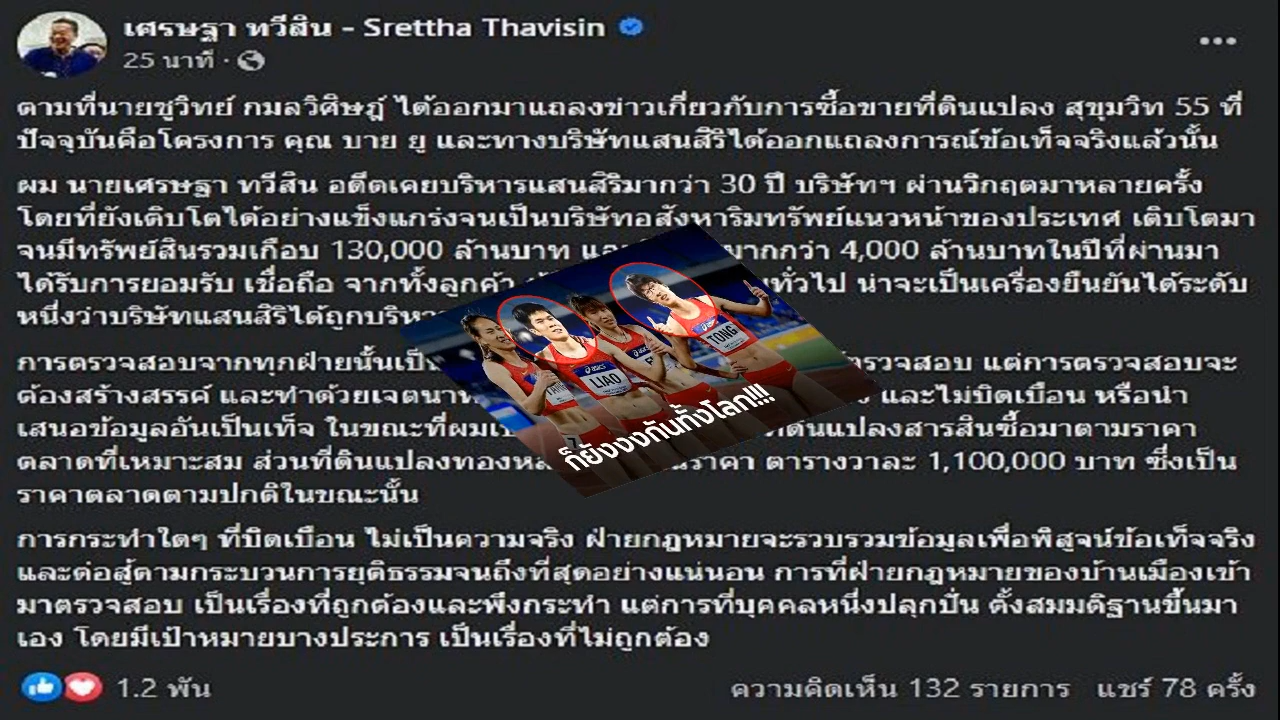 เศรษฐา ทวีสิน - Srettha Thavisin
25 นาที ·
ตามที่นายชูวิทย์ กมลวิศิษฎ์ ได้ออกมาแถลงข่าวเกี่ยวกับการซื้อขายที่ดินแปลง สุขุมวิท 55 ที่
ปัจจุบันคือโครงการ คุณ บาย ยู และทางบริษัทแสนสิริได้ออกแถลงการณ์ข้อเท็จจริงแล้วนั้น
ผม นายเศรษฐา ทวีสิน อดีตเคยบริหารแสนสิริมากว่า 30 ปี บริษัทฯ ผ่านวิกฤตมาหลายครั้ง
โดยที่ยังเติบโตได้อย่างแข็งแกร่งจนเป็นบริษัทอสังหาริมทรัพย์แนวหน้าของประเทศ เติบโตมา
จนมีทรัพย์สินรวมเกือบ 130,000 ล้านบาท มากกว่า 4,000 ล้านบาทในปีที่ผ่านมา
ได้รับการยอมรับ เชื่อถือ จากทั้งลูกค้า ทั่วไป น่าจะเป็นเครื่องยืนยันได้ระดับ
หนึ่งว่าบริษัทแสนสิริได้ถูกบริหาร
การตรวจสอบจากทุกฝ่ายนั้นเป็น ตรวจสอบ แต่การตรวจสอบจะ
ต้องสร้างสรรค์ และทำด้วยเจตนา และไม่บิดเบือน หรือนำ
เสนอข้อมูลอันเป็นเท็จ ในขณะที่ผม ที่ดินแปลงสารสินซื้อมาตามราคา
ตลาดที่เหมาะสม ส่วนที่ดินแปลงทองหล่อ ราคา ตารางวาละ 1,100,000 บาท ซึ่งเป็น
ราคาตลาดตามปกติในขณะนั้น
การกระทำใดๆ ที่บิดเบือน ไม่เป็นความจริง ฝ่ายกฎหมายจะรวบรวมข้อมูลเพื่อพิสูจน์ข้อเท็จจริง
และต่อสู้ตามกระบวนการยุติธรรมจนถึงที่สุดอย่างแน่นอน การที่ฝ่ายกฎหมายของบ้านเมืองเข้า
มาตรวจสอบ เป็นเรื่องที่ถูกต้องและพึงกระทำ แต่การที่บุคคลหนึ่งปลุกปั่น ตั้งสมมติฐานขึ้นมา
เอง โดยมีเป้าหมายบางประการ เป็นเรื่องที่ไม่ถูกต้อง
asics
LIAO
TONG
ก็ยังงงกันทั้งโลก!!!
1.2 พัน
ความคิดเห็น 132 รายการ แชร์ 78 ครั้ง